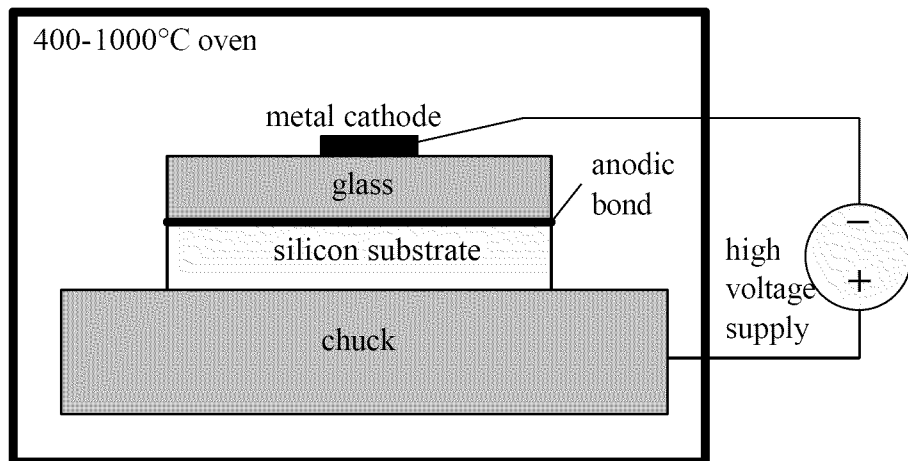 400-1000°C oven
metal cathode
glass
anodic
bond
silicon substrate
−
+
high
voltage
supply
chuck